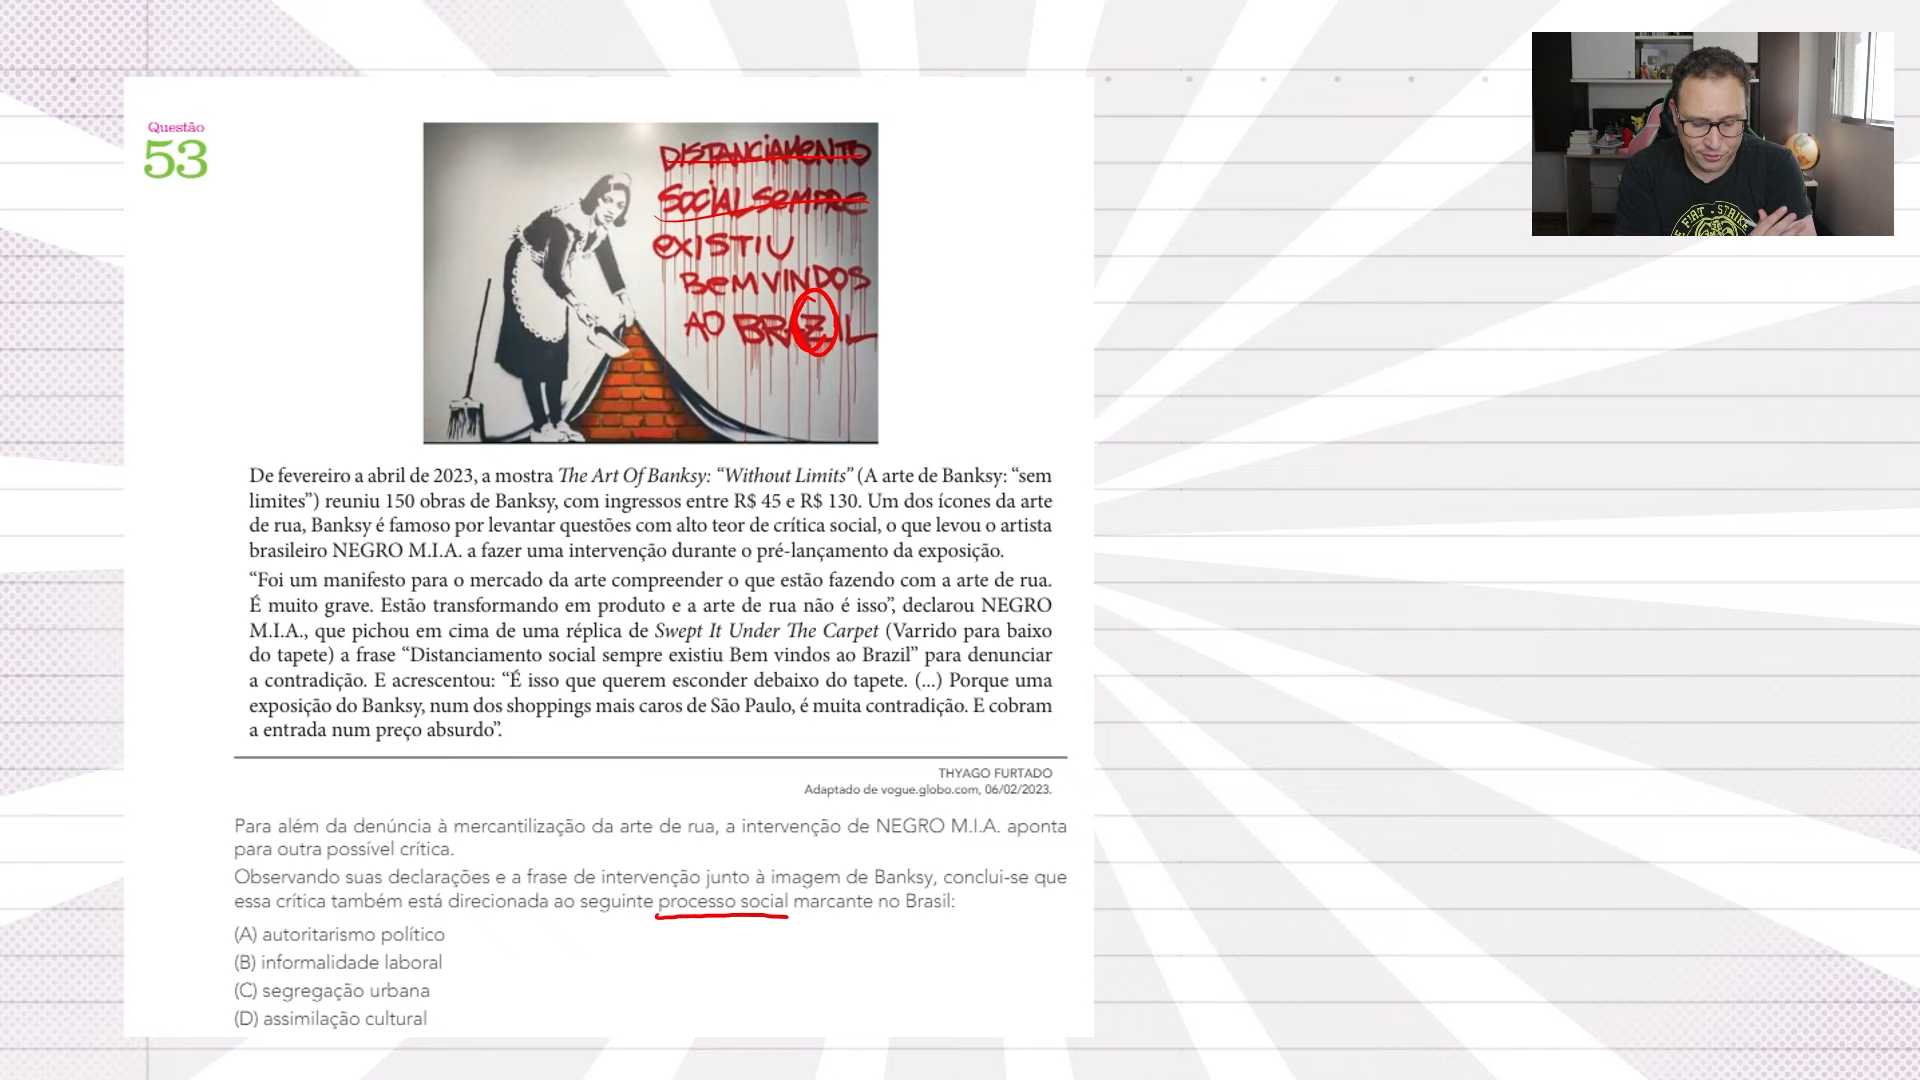 Questão
53
DISTANCIAMENTO
SOCIAL SEMPRE
EXISTIU
BEM VINDOS
AO BRAZIL
De fevereiro a abril de 2023, a mostra The Art Of Banksy: “Without Limits” (A arte de Banksy: “sem
limites”) reuniu 150 obras de Banksy, com ingressos entre R$ 45 e R$ 130. Um dos ícones da arte
de rua, Banksy é famoso por levantar questões com alto teor de crítica social, o que levou o artista
brasileiro NEGRO M.I.A. a fazer uma intervenção durante o pré-lançamento da exposição.
“Foi um manifesto para o mercado da arte compreender o que estão fazendo com a arte de rua.
É muito grave. Estão transformando em produto e a arte de rua não é isso”, declarou NEGRO
M.I.A., que pichou em cima de uma réplica de Swept It Under The Carpet (Varrido para baixo
do tapete) a frase “Distanciamento social sempre existiu Bem vindos ao Brazil” para denunciar
a contradição. E acrescentou: “É isso que querem esconder debaixo do tapete. (...) Porque uma
exposição do Banksy, num dos shoppings mais caros de São Paulo, é muita contradição. E cobram
a entrada num preço absurdo”.
THYAGO FURTADO
Adaptado de vogue.globo.com, 06/02/2023.
Para além da denúncia à mercantilização da arte de rua, a intervenção de NEGRO M.I.A. aponta
para outra possível crítica.
Observando suas declarações e a frase de intervenção junto à imagem de Banksy, conclui-se que
essa crítica também está direcionada ao seguinte processo social marcante no Brasil:
(A) autoritarismo político
(B) informalidade laboral
(C) segregação urbana
(D) assimilação cultural